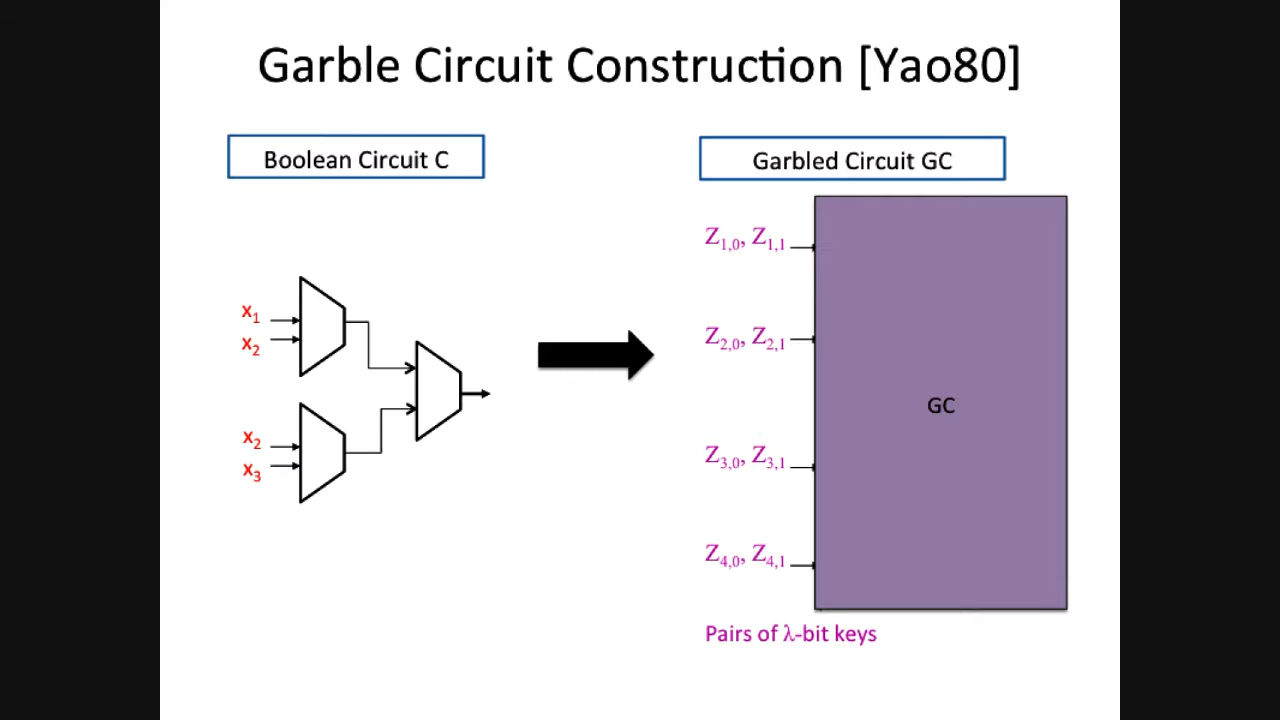 Garble Circuit Construction [Yao80]
Boolean Circuit C
Garbled Circuit GC
x1
x2
x2
x3
Z1,0, Z1,1
Z2,0, Z2,1
Z3,0, Z3,1
Z4,0, Z4,1
GC
Pairs of λ-bit keys